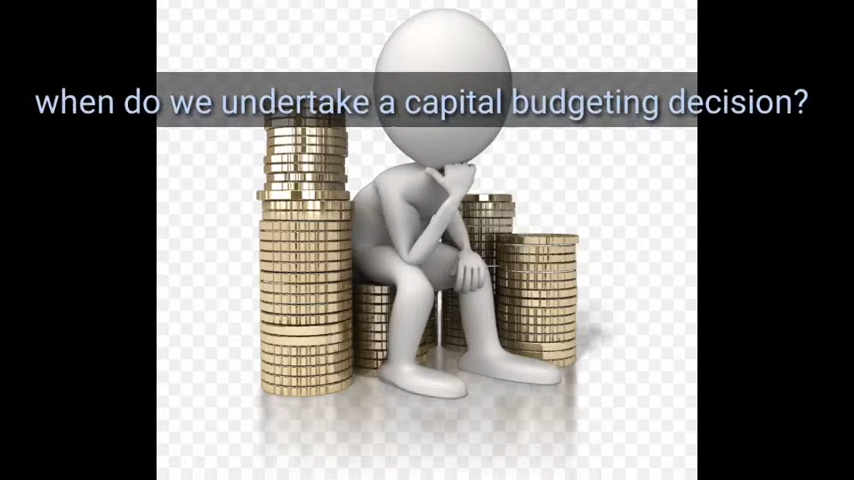 when do we undertake a capital budgeting decision?